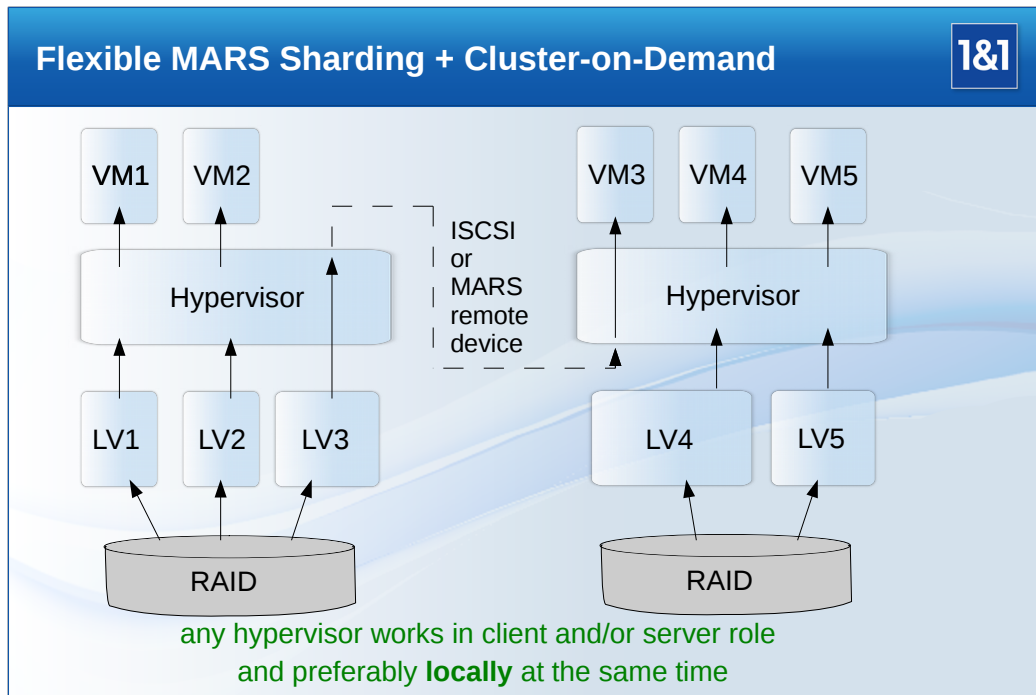 Flexible MARS Sharding + Cluster-on-Demand
1&1
VM1
VM2
VM3
VM4
VM5
ISCSI
or
MARS
remote
device
Hypervisor
Hypervisor
LV1
LV2
LV3
LV4
LV5
RAID
RAID
any hypervisor works in client and/or server role
and preferably locally at the same time